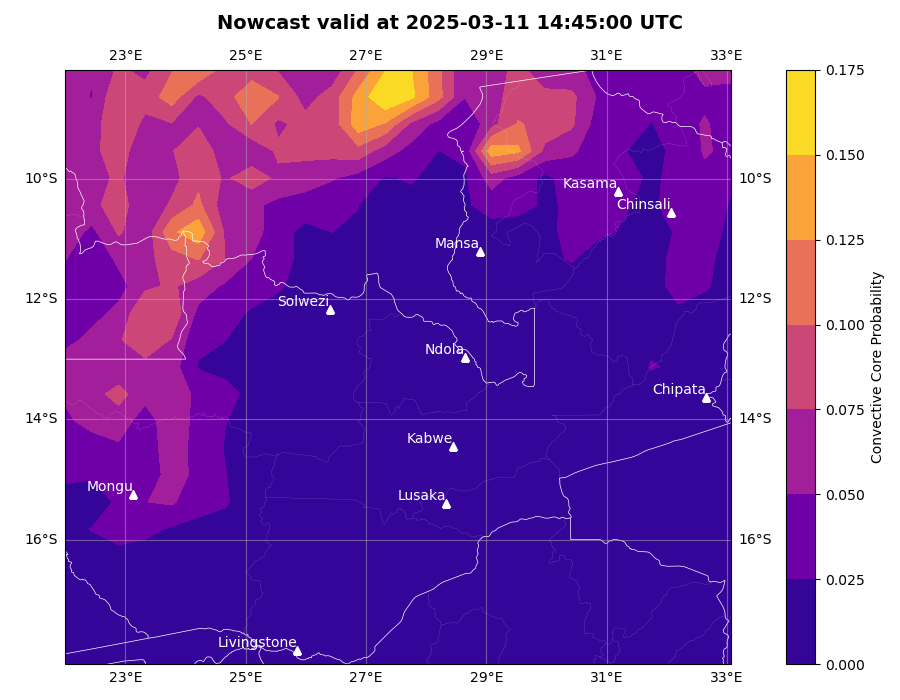 Nowcast valid at 2025-03-11 14:45:00 UTC
23°E 25°E 27°E 29°E 31°E 33°E
0.175
0.150
10°S 10°S
Kasama
Chinsali
0.125
Mansa
12°S 12°S
Solwezi
0.100
Ndola
Convective Core Probability
Chipata
0.075
14°S 14°S
Kabwe
Mongu
Lusaka
0.050
16°S 16°S
0.025
Livingstone
0.000
23°E 25°E 27°E 29°E 31°E 33°E